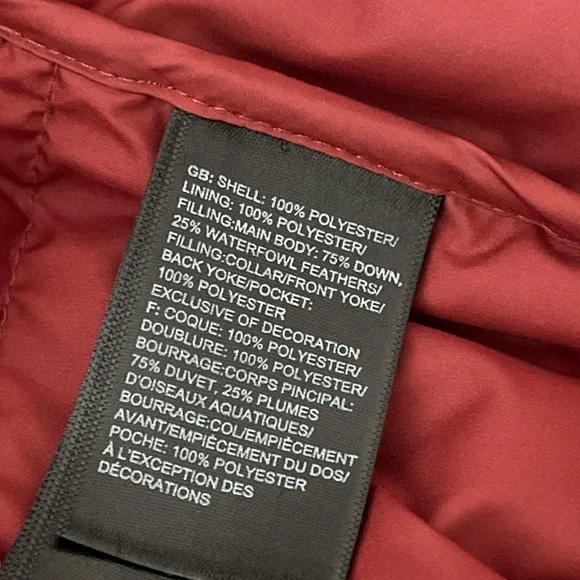 GB: SHELL: 100% POLYESTER/
LINING: 100% POLYESTER/
FILLING:MAIN BODY: 75% DOWN,
25% WATERFOWL FEATHERS/
FILLING:COLLAR/FRONT YOKE/
BACK YOKE/POCKET:
100% POLYESTER
EXCLUSIVE OF DECORATION
F: COQUE: 100% POLYESTER/
DOUBLURE: 100% POLYESTER/
BOURRAGE:CORPS PINCIPAL:
75% DUVET, 25% PLUMES
D'OISEAUX AQUATIQUES/
BOURRAGE:COL/EMPIÈCEMENT
AVANT/EMPIÈCEMENT DU DOS/
POCHE: 100% POLYESTER
À L'EXCEPTION DES
DÉCORATIONS